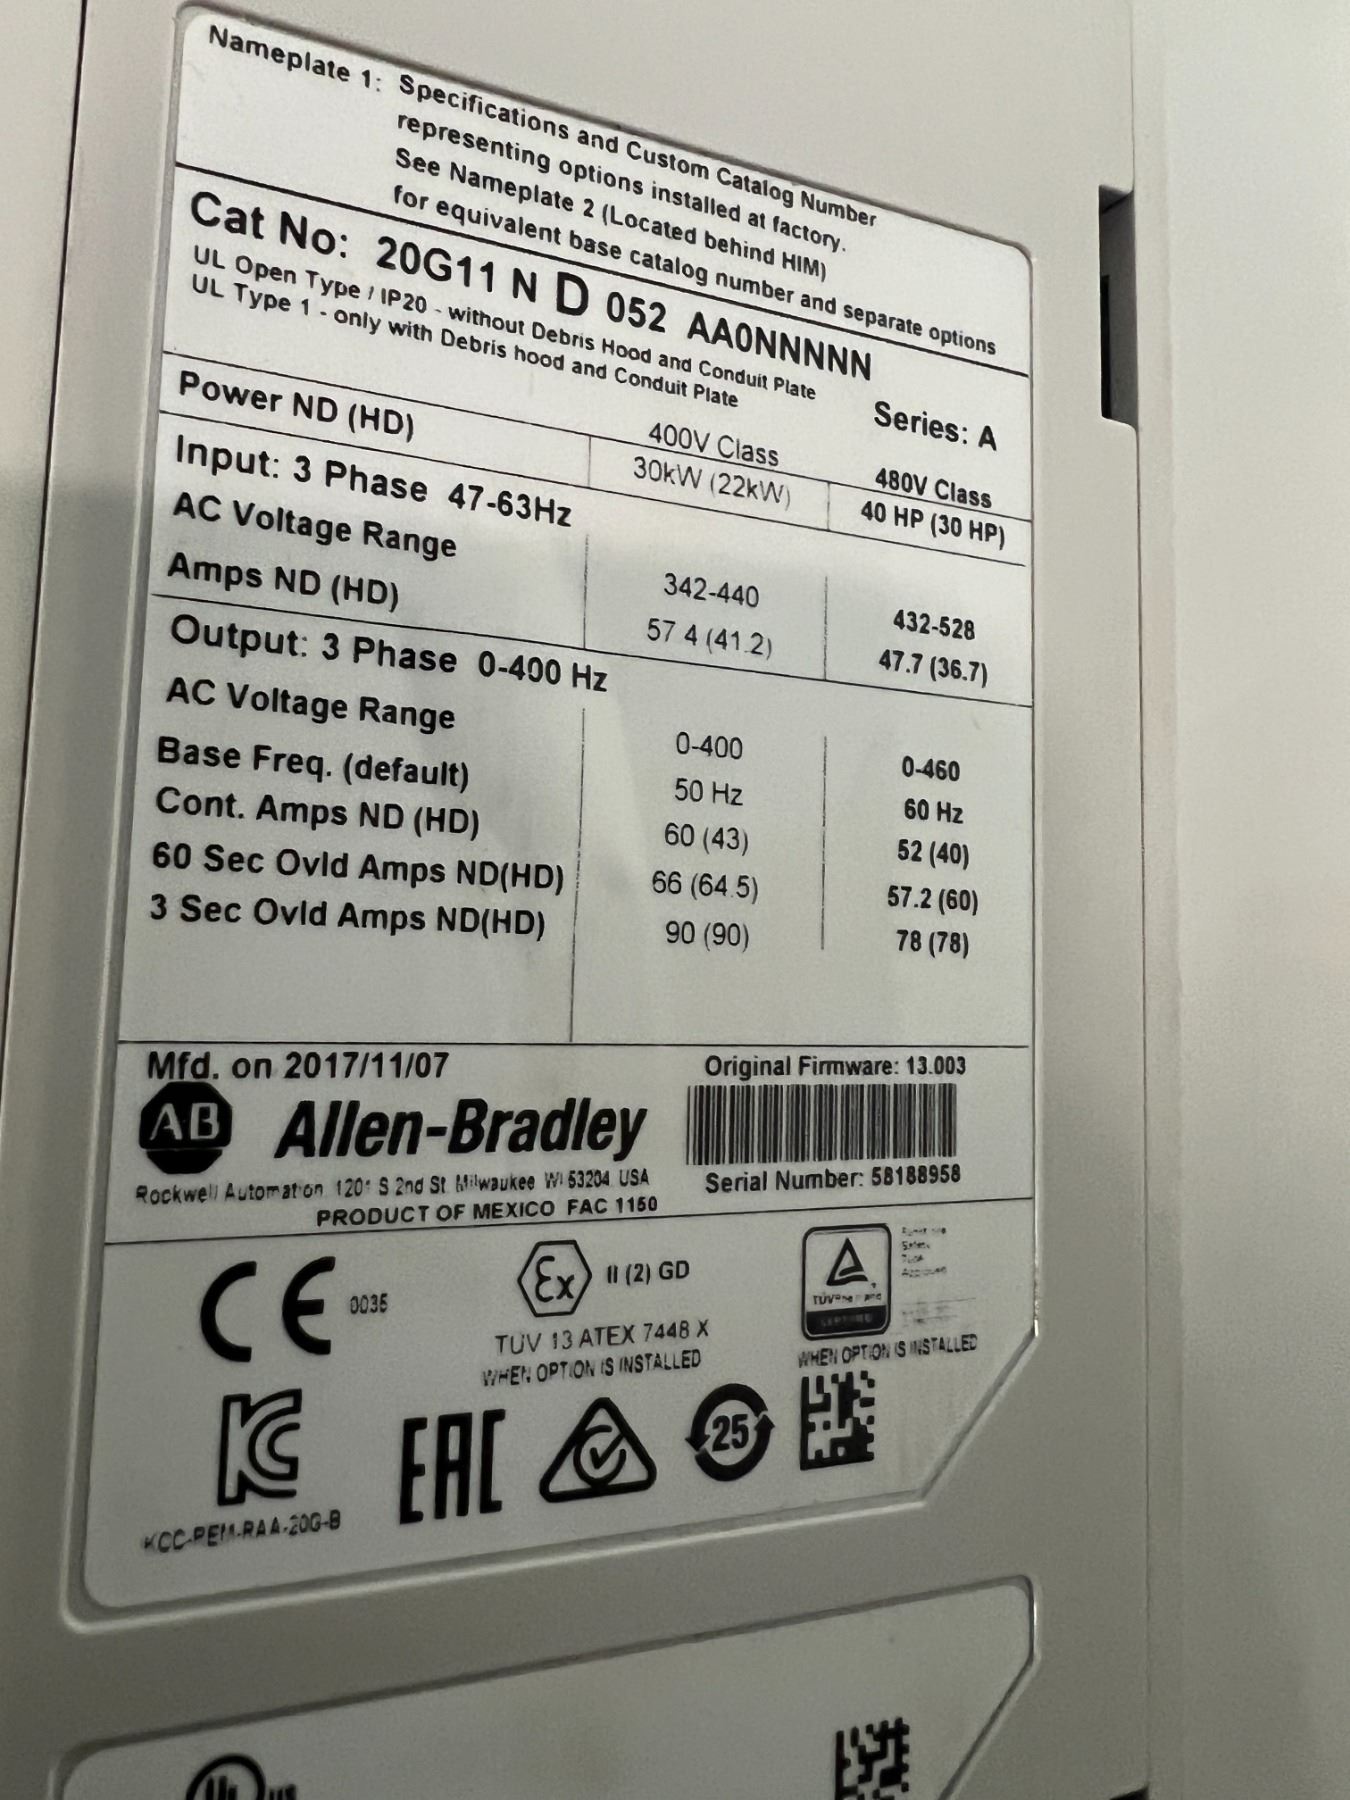 Nameplate 1: Specifications and Custom Catalog Number
representing options installed at factory.
See Nameplate 2 (Located behind HIM)
for equivalent base catalog number and separate options
Cat No: 20G11 N D 052 AA0NNNNN
UL Open Type / IP20 - without Debris Hood and Conduit Plate
UL Type 1 - only with Debris hood and Conduit Plate
Series: A
400V Class 480V Class
Power ND (HD) 30kW (22kW) 40 HP (30 HP)
Input: 3 Phase 47-63Hz
AC Voltage Range 342-440 432-528
Amps ND (HD) 57.4 (41.2) 47.7 (36.7)
Output: 3 Phase 0-400 Hz
AC Voltage Range 0-400 0-460
Base Freq. (default) 50 Hz 60 Hz
Cont. Amps ND (HD) 60 (43) 52 (40)
60 Sec Ovld Amps ND(HD) 66 (64.5) 57.2 (60)
3 Sec Ovld Amps ND(HD) 90 (90) 78 (78)
Mfd. on 2017/11/07
Original Firmware: 13.003
AB Allen-Bradley
Serial Number: 58188958
Rockwell Automation 1201 S 2nd St Milwaukee WI 53204 USA
PRODUCT OF MEXICO FAC 1150
CE 0035
Ex II (2) GD
TUV 13 ATEX 7448 X
WHEN OPTION IS INSTALLED
TÜVRheinland
CERTIFIED
Safety
Type
Approved
WHEN OPTION IS INSTALLED
KC
KCC-REM-RAA-20G-B
EAC
25
UL US